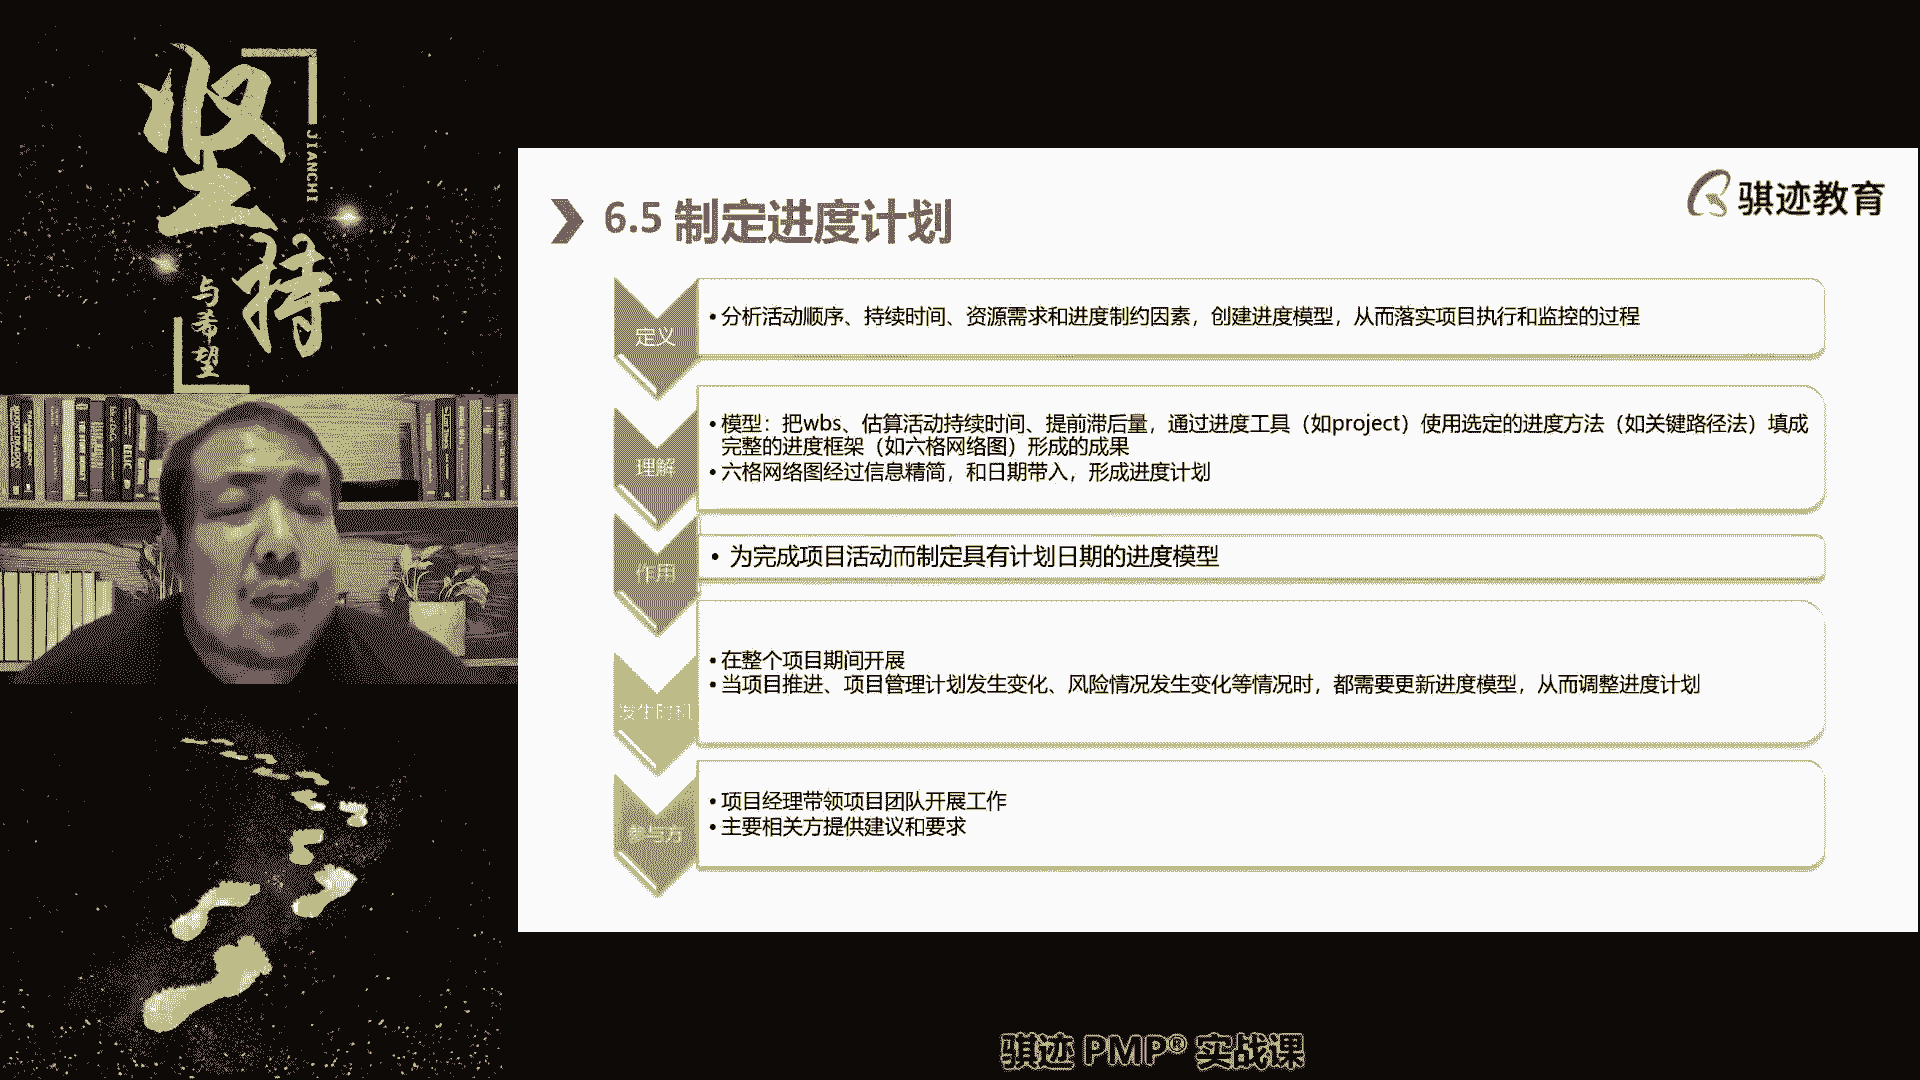 坚持
JIANCHI
与希望
骐迹教育
6.5 制定进度计划
定义
•分析活动顺序、持续时间、资源需求和进度制约因素，创建进度模型，从而落实项目执行和监控的过程
理解
•模型：把wbs、估算活动持续时间、提前滞后量，通过进度工具（如project）使用选定的进度方法（如关键路径法）填成
完整的进度框架（如六格网络图）形成的成果
•六格网络图经过信息精简，和日期带入，形成进度计划
作用
• 为完成项目活动而制定具有计划日期的进度模型
发生时机
•在整个项目期间开展
•当项目推进、项目管理计划发生变化、风险情况发生变化等情况时，都需要更新进度模型，从而调整进度计划
参与方
•项目经理带领项目团队开展工作
•主要相关方提供建议和要求
骐迹 PMP® 实战课